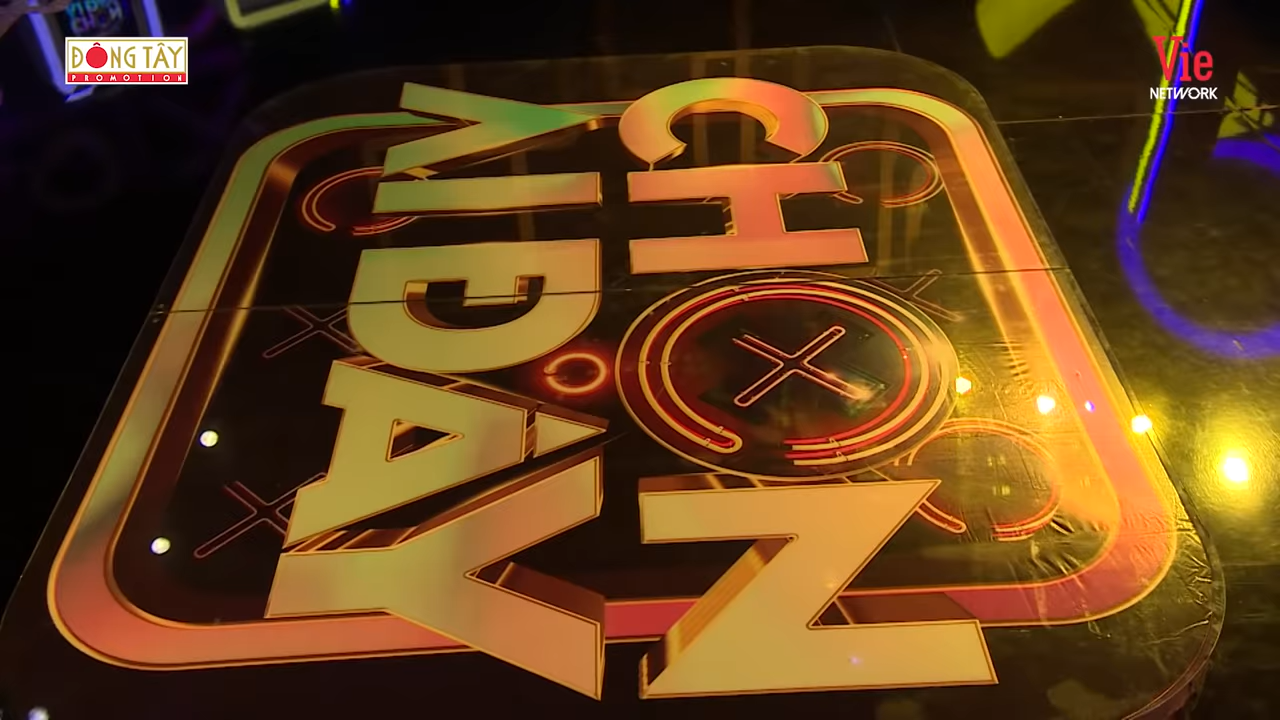 ĐÔNG TÂY
PROMOTION
Vie
NETWORK
CHỌN
AI ĐÂY